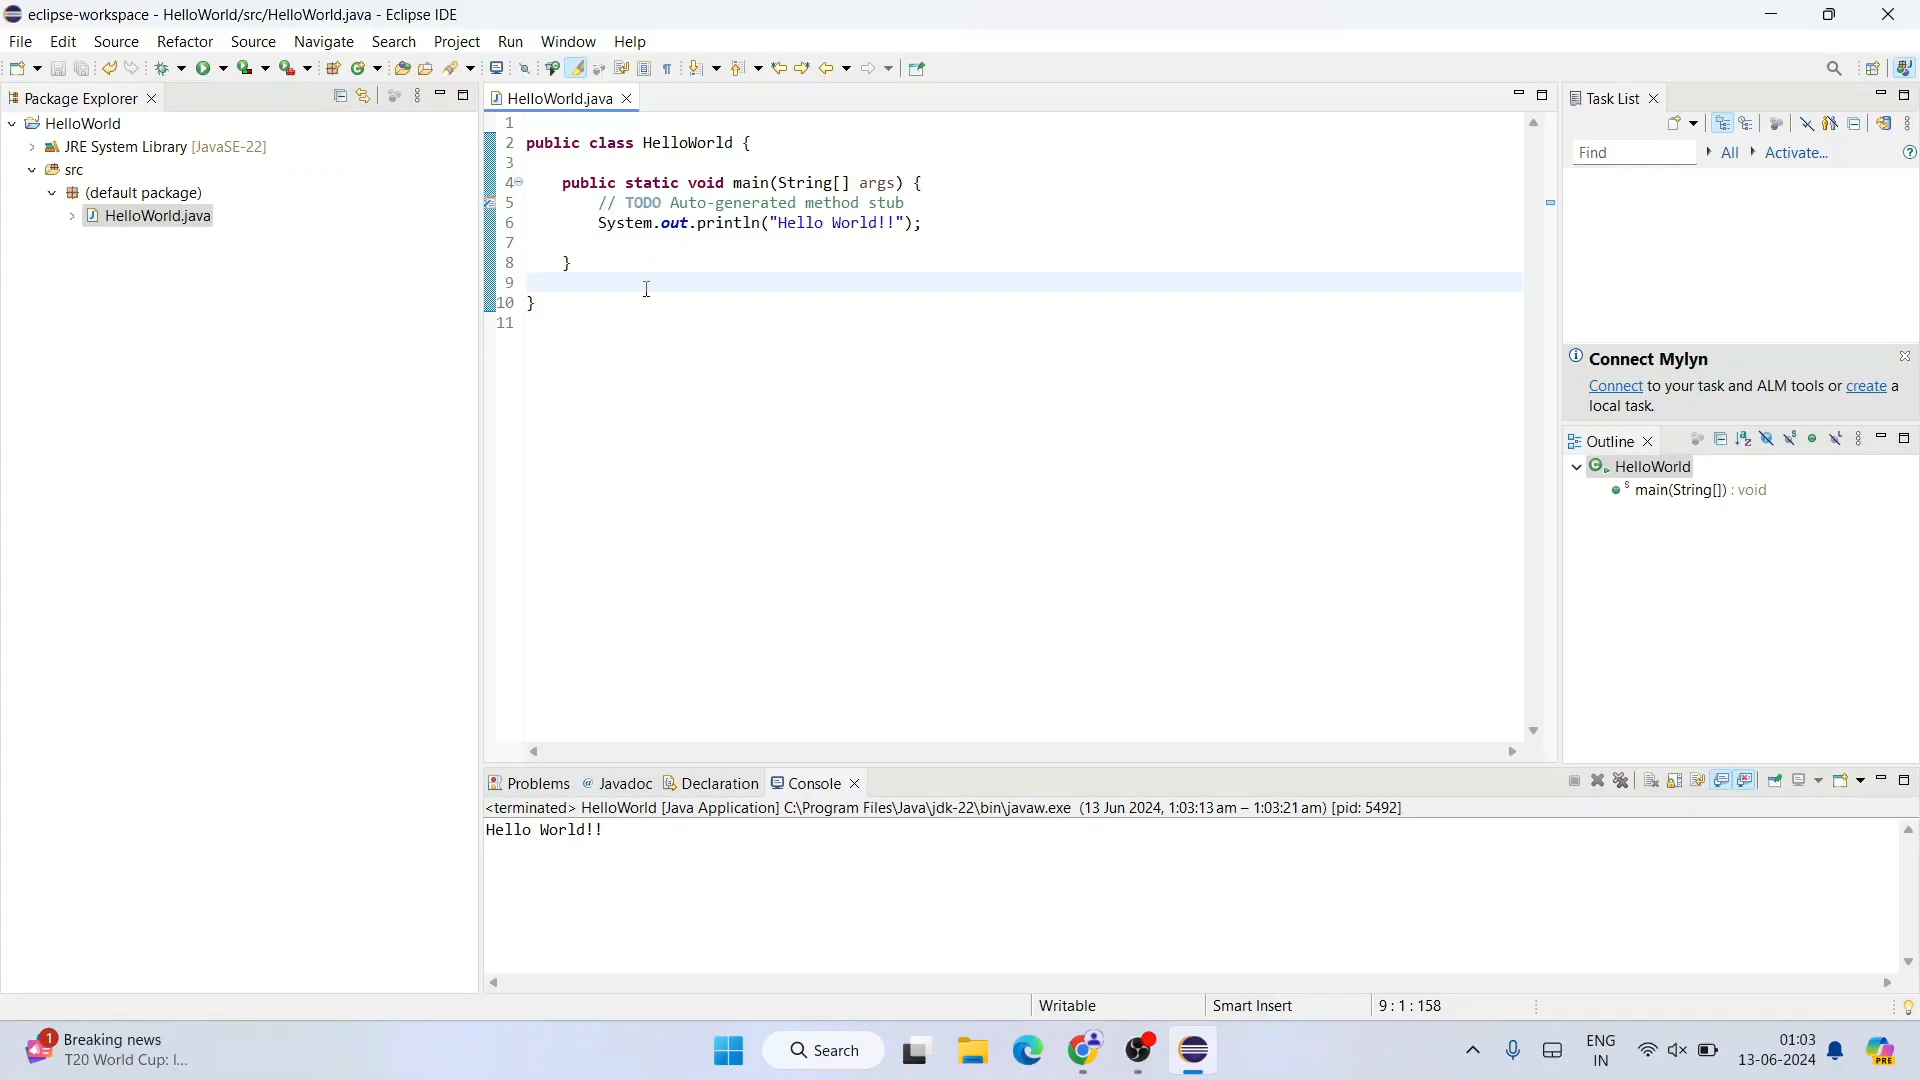 eclipse-workspace - HelloWorld/src/HelloWorld.java - Eclipse IDE
File Edit Source Refactor Source Navigate Search Project Run Window Help
Package Explorer
HelloWorld
JRE System Library [JavaSE-22]
src
(default package)
HelloWorld.java
HelloWorld.java
1
2 public class HelloWorld {
3
4 public static void main(String[] args) {
5 // TODO Auto-generated method stub
6 System.out.println("Hello World!!");
7
8 }
9
10 }
11
Task List
Find All Activate...
Connect Mylyn
Connect to your task and ALM tools or create a
local task.
Outline
HelloWorld
main(String[]) : void
Problems Javadoc Declaration Console
<terminated> HelloWorld [Java Application] C:\Program Files\Java\jdk-22\bin\javaw.exe (13 Jun 2024, 1:03:13 am – 1:03:21 am) [pid: 5492]
Hello World!!
Writable Smart Insert 9 : 1 : 158
1
Breaking news
T20 World Cup: I...
Search
ENG
IN
01:03
13-06-2024
PRE